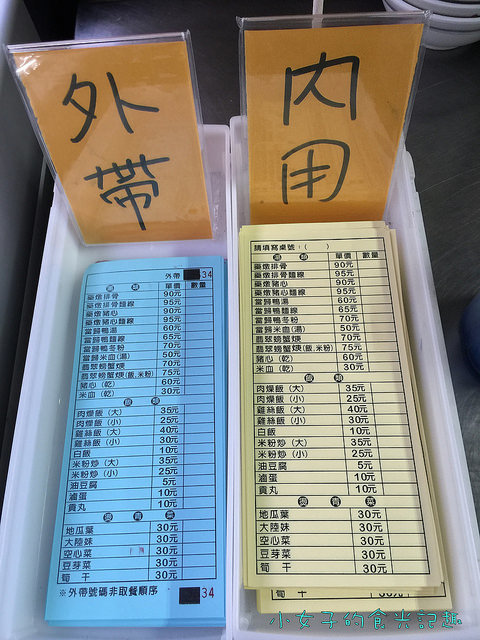 外帶
內用
外帶 34
湯 類 單價 數量
藥燉排骨 90元
藥燉排骨麵線 95元
藥燉豬心 90元
藥燉豬心麵線 95元
當歸鴨湯 60元
當歸鴨麵線 65元
當歸鴨冬粉 70元
當歸米血(湯) 50元
翡翠螃蟹焿 70元
翡翠螃蟹焿(飯.米粉) 75元
豬心 (乾) 60元
米血 (乾) 30元
飯 類
肉燥飯 (大) 35元
肉燥飯 (小) 25元
雞絲飯 (大) 40元
雞絲飯 (小) 30元
白飯 10元
米粉炒 (大) 35元
米粉炒 (小) 25元
油豆腐 5元
滷蛋 10元
貢丸 10元
燙 青 菜
地瓜葉 30元
大陸妹 30元
空心菜 30元
豆芽菜 30元
筍 干 30元
※外帶號碼非取餐順序 34
請填寫桌號:( )
湯 類 單價 數量
藥燉排骨 90元
藥燉排骨麵線 95元
藥燉豬心 90元
藥燉豬心麵線 95元
當歸鴨湯 60元
當歸鴨麵線 65元
當歸鴨冬粉 70元
當歸米血(湯) 50元
翡翠螃蟹焿 70元
翡翠螃蟹焿(飯.米粉) 75元
豬心 (乾) 60元
米血 (乾) 30元
飯 類
肉燥飯 (大) 35元
肉燥飯 (小) 25元
雞絲飯 (大) 40元
雞絲飯 (小) 30元
白飯 10元
米粉炒 (大) 35元
米粉炒 (小) 25元
油豆腐 5元
滷蛋 10元
貢丸 10元
燙 青 菜
地瓜葉 30元
大陸妹 30元
空心菜 30元
豆芽菜 30元
筍 干 30元
筍 干
小女子的食米記趣